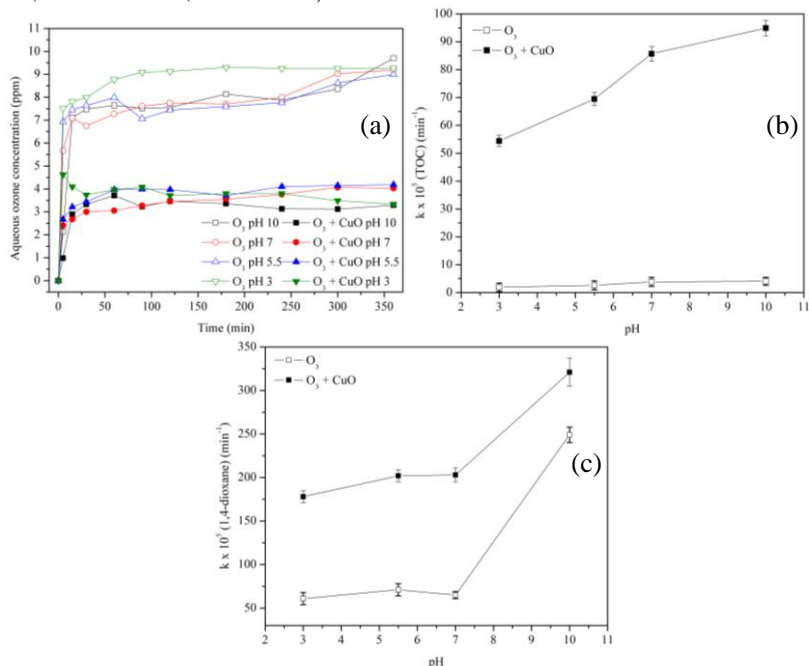 11
10
9
8
7
6
5
4
3
2
1
0
Aqueous ozone concentration (ppm)
(a)
O3 pH 10 O3 + CuO pH 10
O3 pH 7 O3 + CuO pH 7
O3 pH 5.5 O3 + CuO pH 5.5
O3 pH 3 O3 + CuO pH 3
0 50 100 150 200 250 300 350
Time (min)
100
90
80
70
60
50
40
30
20
10
0
k x 10^5 (TOC) (min^-1)
O3
O3 + CuO
(b)
2 3 4 5 6 7 8 9 10 11
pH
350
300
250
200
150
100
50
k x 10^5 (1,4-dioxane) (min^-1)
O3
O3 + CuO
(c)
2 3 4 5 6 7 8 9 10 11
pH